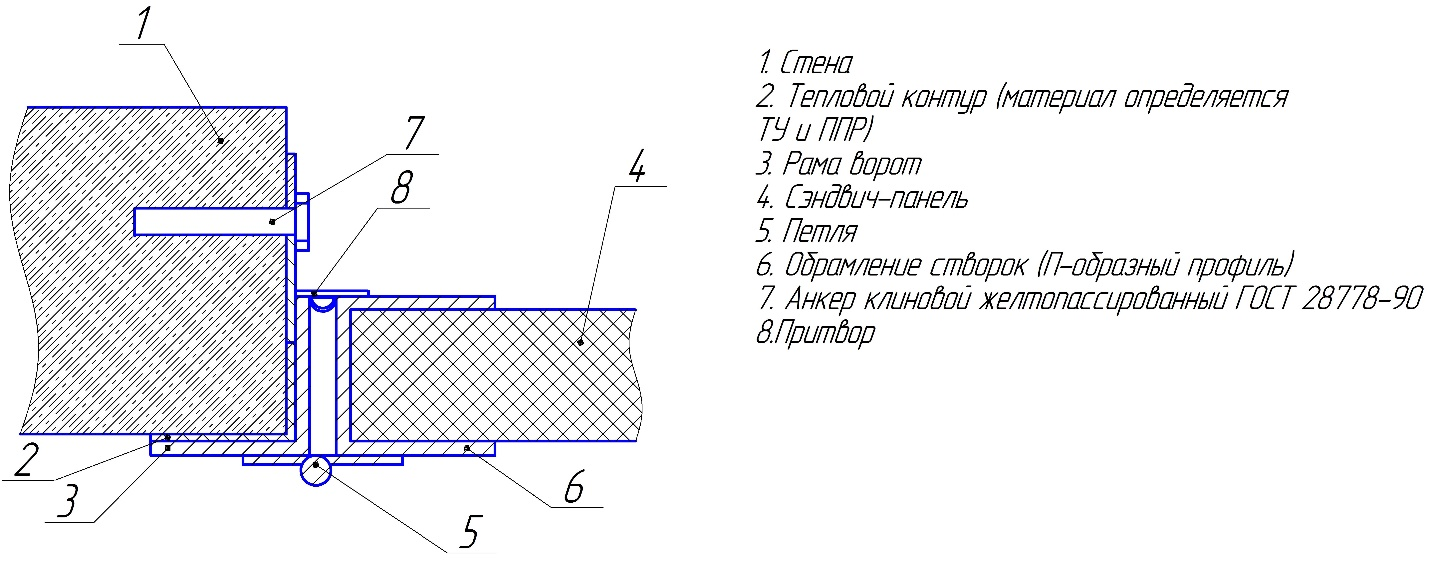 1
7
8
4
2
3
5
6
1. Стена
2. Тепловой контур (материал определяется
ТУ и ППР)
3. Рама ворот
4. Сэндвич-панель
5. Петля
6. Обрамление створок (П-образный профиль)
7. Анкер клиновой желтопассированный ГОСТ 28778-90
8.Притвор